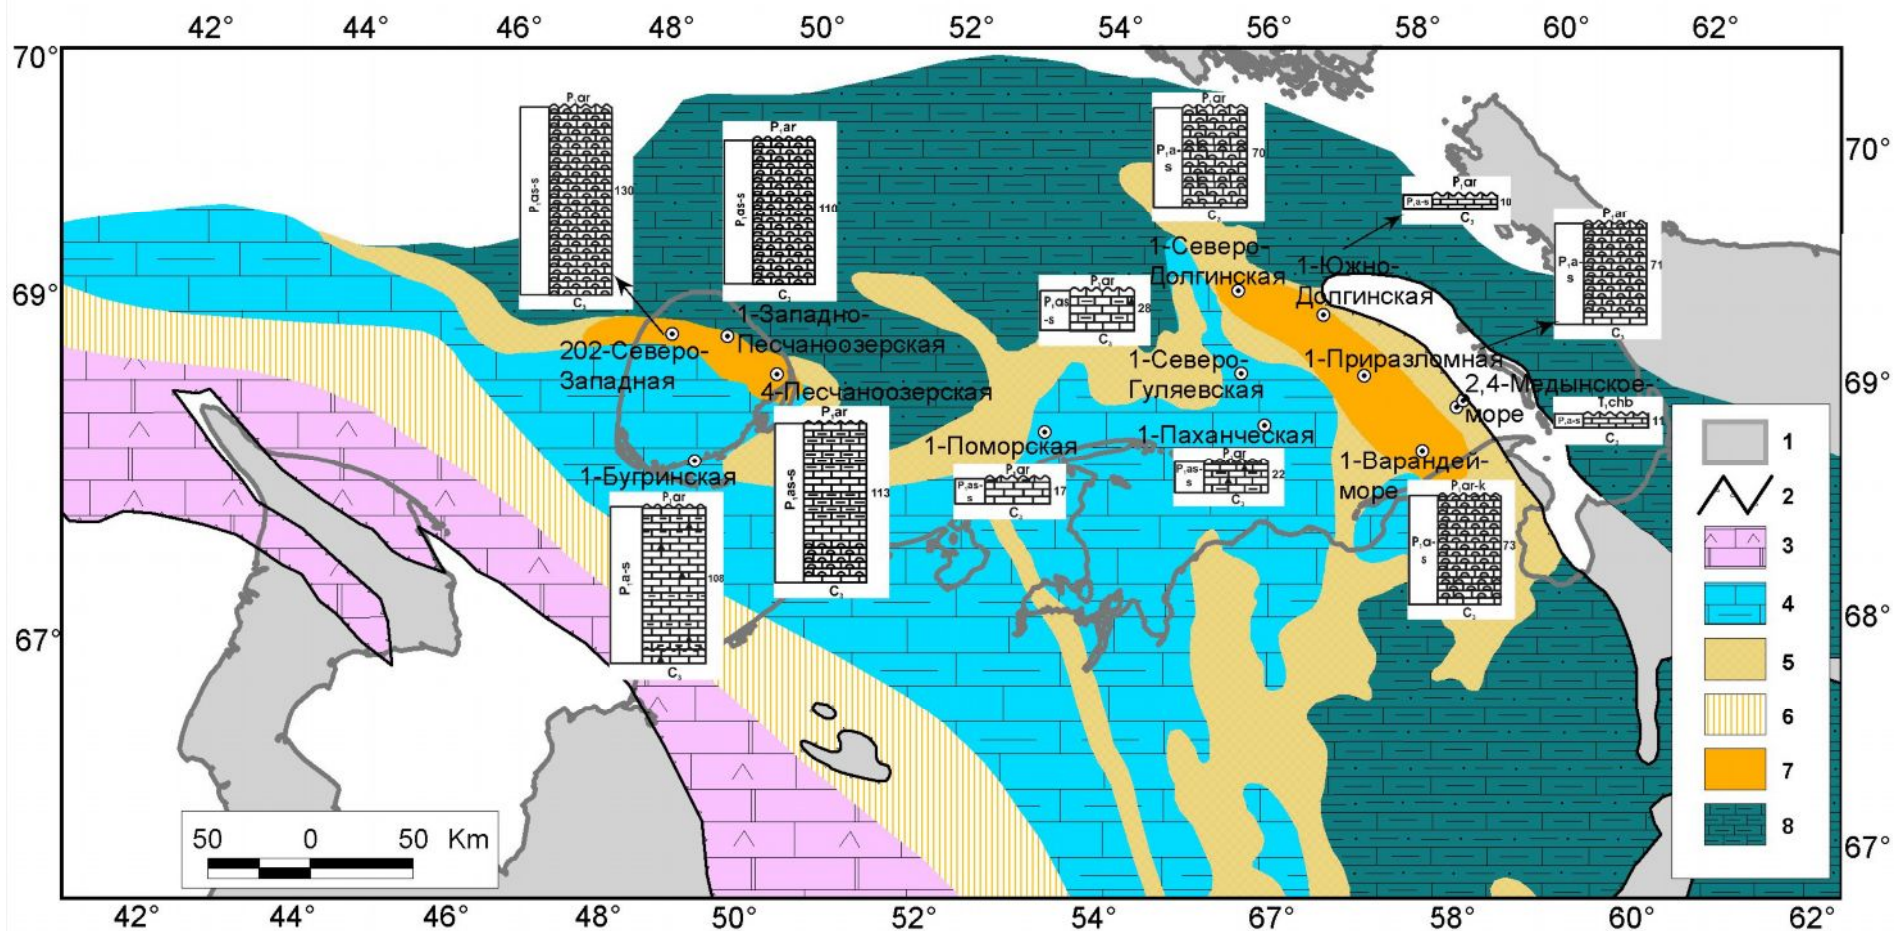 42° 44° 46° 48° 50° 52° 54° 56° 58° 60° 62°
70°
70°
69°
69°
67°
68°
67°
P₁ar
P₁as-s
130
C₃
P₁ar
P₁as-s
110
C₃
P₁ar
P₁a-s
70
C₃
P₁ar
P₁a-s
10
C₃
P₁ar
P₁a-s
71
C₃
P₁ar
P₁as-s
28
C₃
1-Северо-
Долгинская
1-Южно-
Долгинская
1-Западно-
Песчаноозерская
202-Северо-
Западная
4-Песчаноозерская
1-Северо-
Гуляевская
1-Приразломная
2,4-Медынское-
море
T₁chb
P₁a-s
11
C₃
P₁ar
P₁as-s
113
C₃
1-Поморская
1-Паханческая
1-Варандей-
море
1-Бугринская
P₁ar
P₁as-s
17
C₃
P₁ar
P₁as-s
22
C₃
P₁ar-k
P₁a-s
73
C₃
P₁ar
P₁a-s
108
C₃
1
2
3
4
5
6
7
8
50 0 50 Km
42° 44° 46° 48° 50° 52° 54° 67° 58° 60° 62°